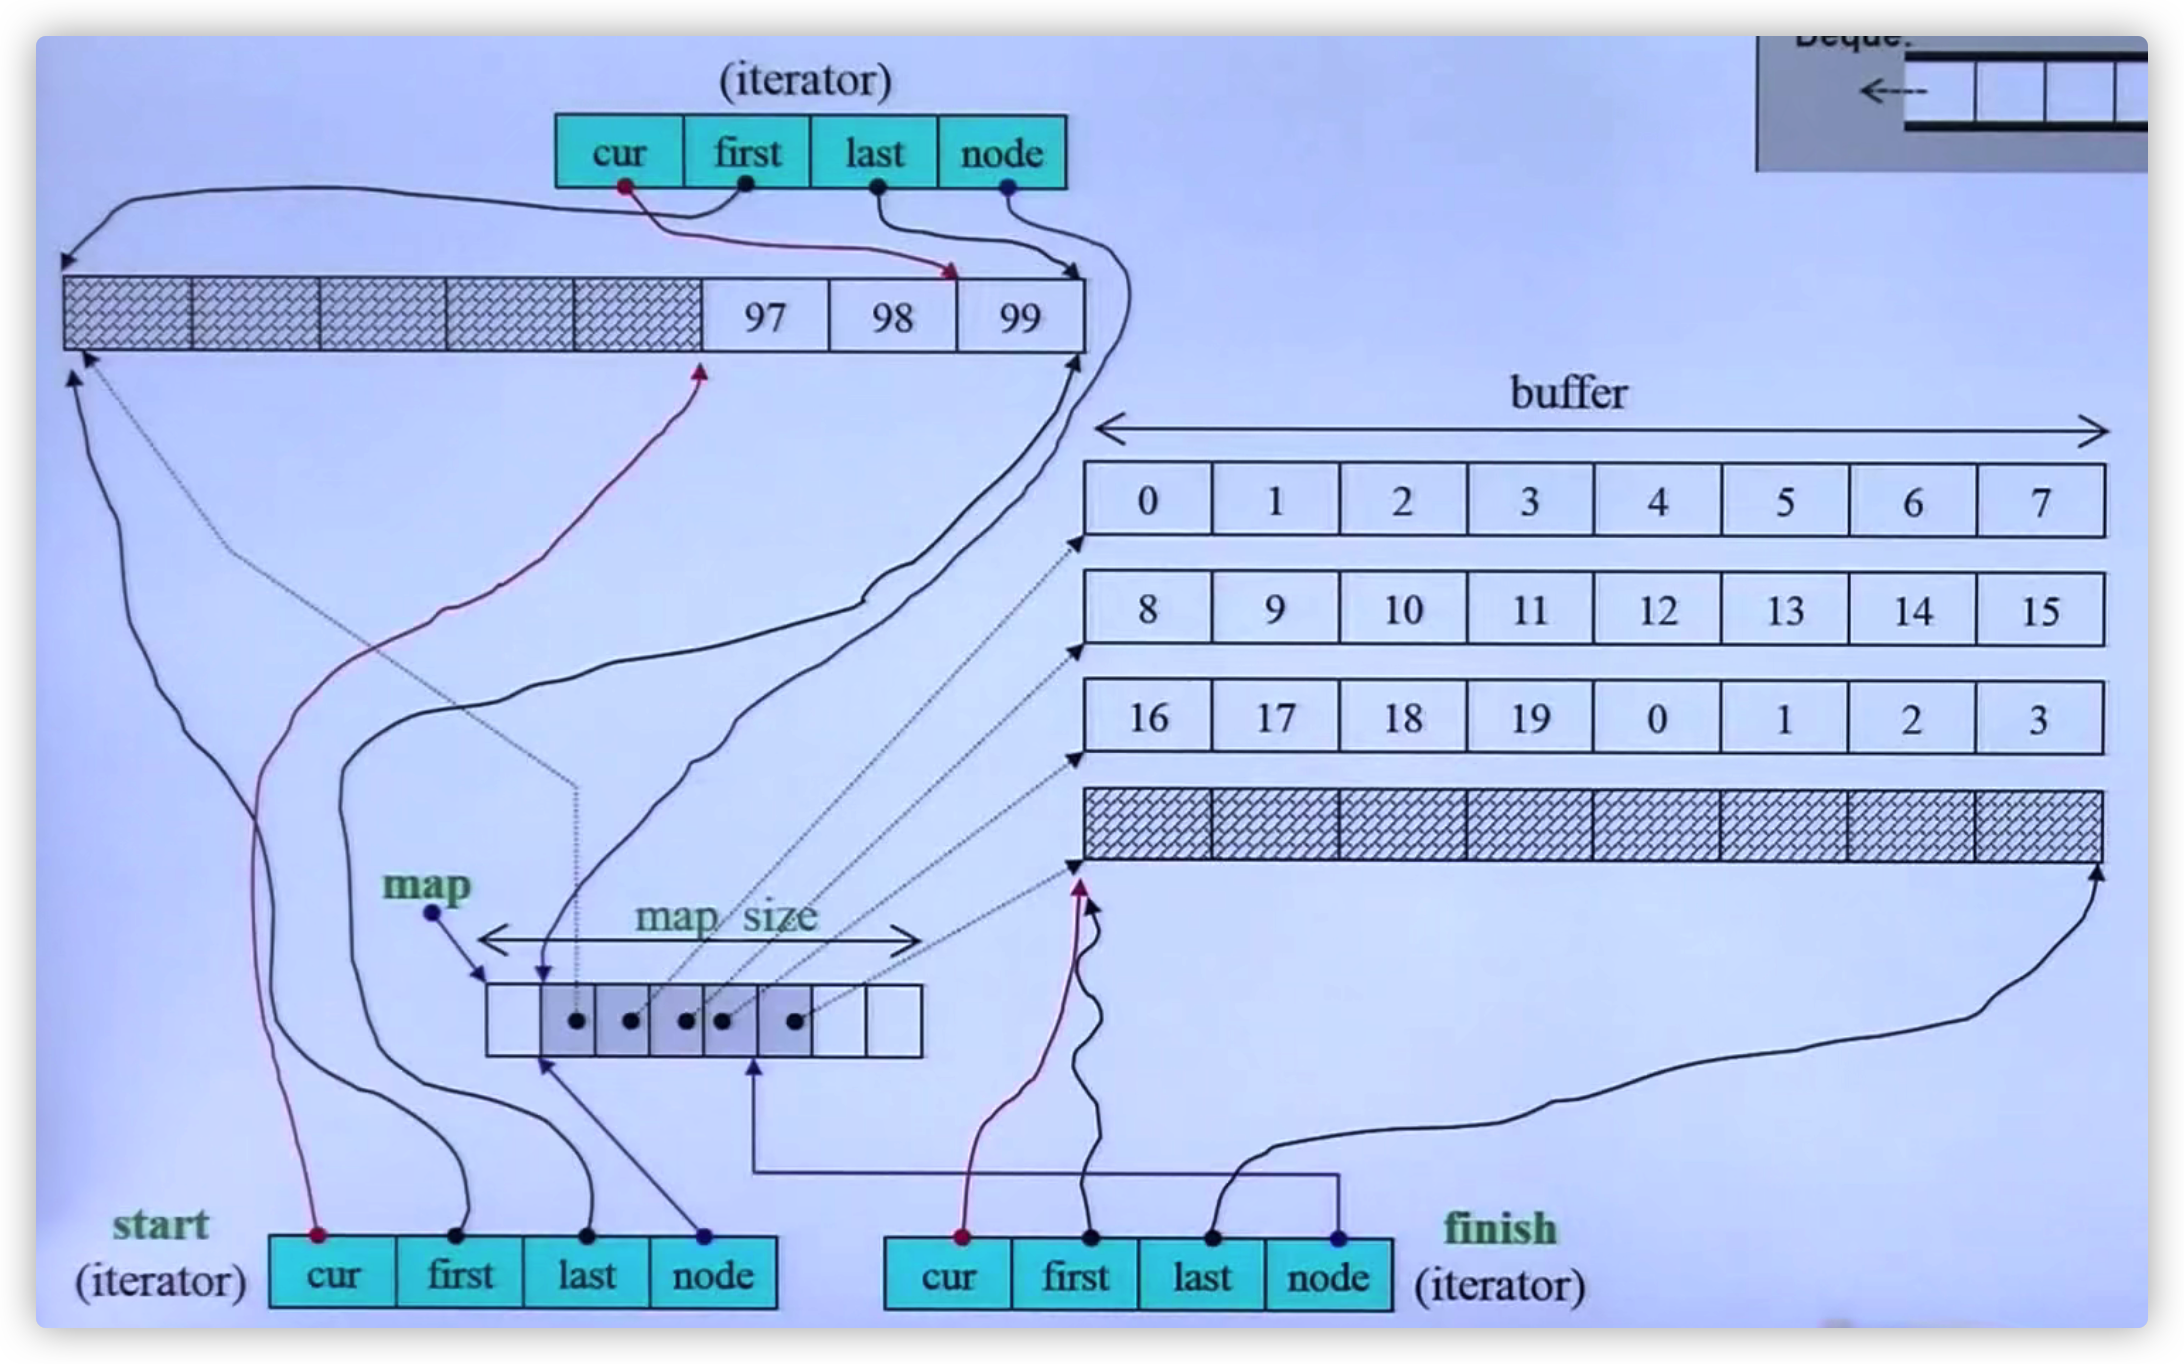 Deque:
(iterator)
cur first last node
97 98 99
buffer
0 1 2 3 4 5 6 7
8 9 10 11 12 13 14 15
16 17 18 19 0 1 2 3
map
map size
start
(iterator)
cur first last node
cur first last node
finish
(iterator)